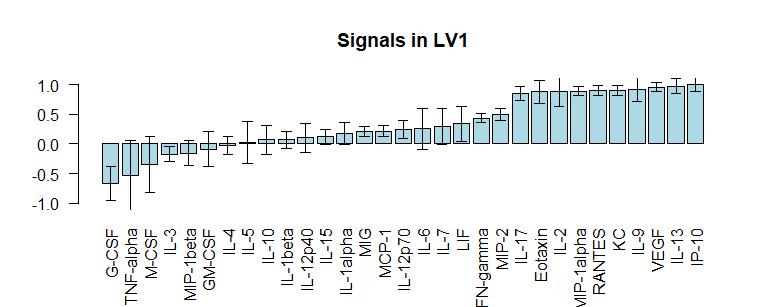 Signals in LV1
1.0
0.5
0.0
-0.5
-1.0
G-CSF
TNF-alpha
M-CSF
IL-3
MIP-1beta
GM-CSF
IL-4
IL-5
IL-10
IL-1beta
IL-12p40
IL-15
IL-1alpha
MIG
MCP-1
IL-12p70
IL-6
IL-7
LIF
FN-gamma
MIP-2
IL-17
Eotaxin
IL-2
MIP-1alpha
RANTES
KC
IL-9
VEGF
IL-13
IP-10